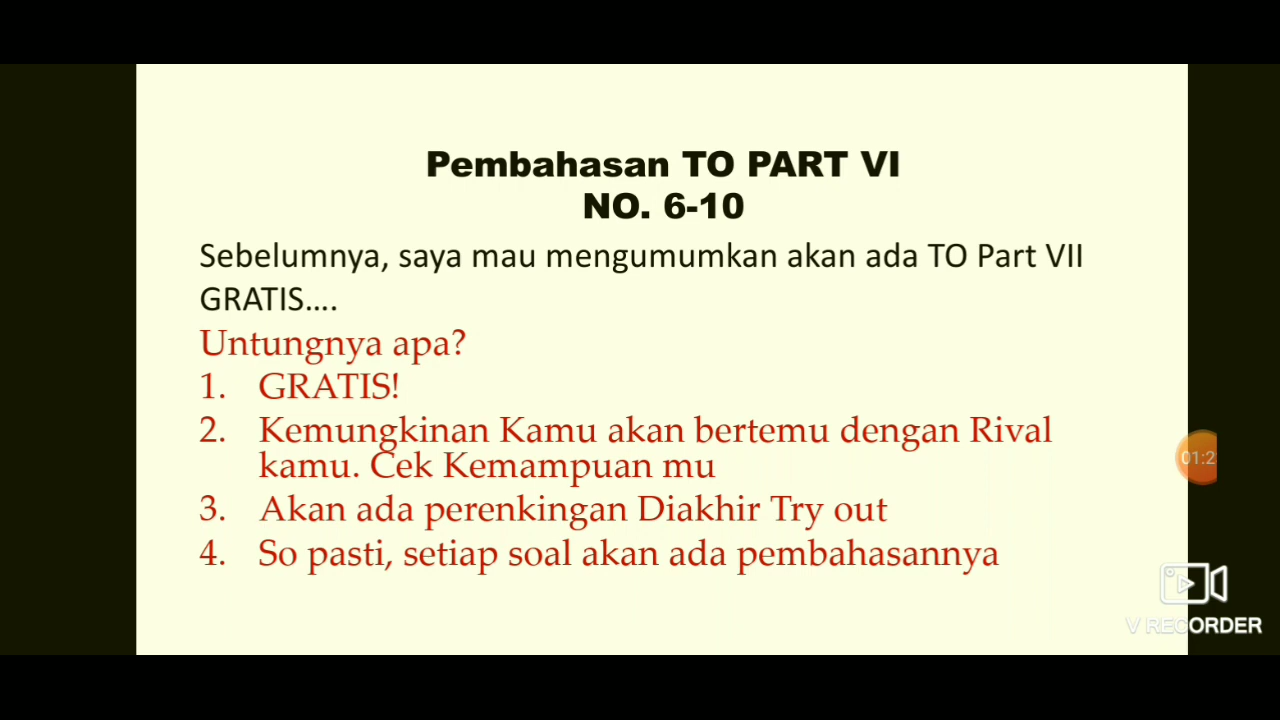 Pembahasan TO PART VI
NO. 6-10
Sebelumnya, saya mau mengumumkan akan ada TO Part VII
GRATIS....
Untungnya apa?
1. GRATIS!
2. Kemungkinan Kamu akan bertemu dengan Rival
kamu. Cek Kemampuan mu
3. Akan ada perenkingan Diakhir Try out
4. So pasti, setiap soal akan ada pembahasannya
01:2
V RECORDER